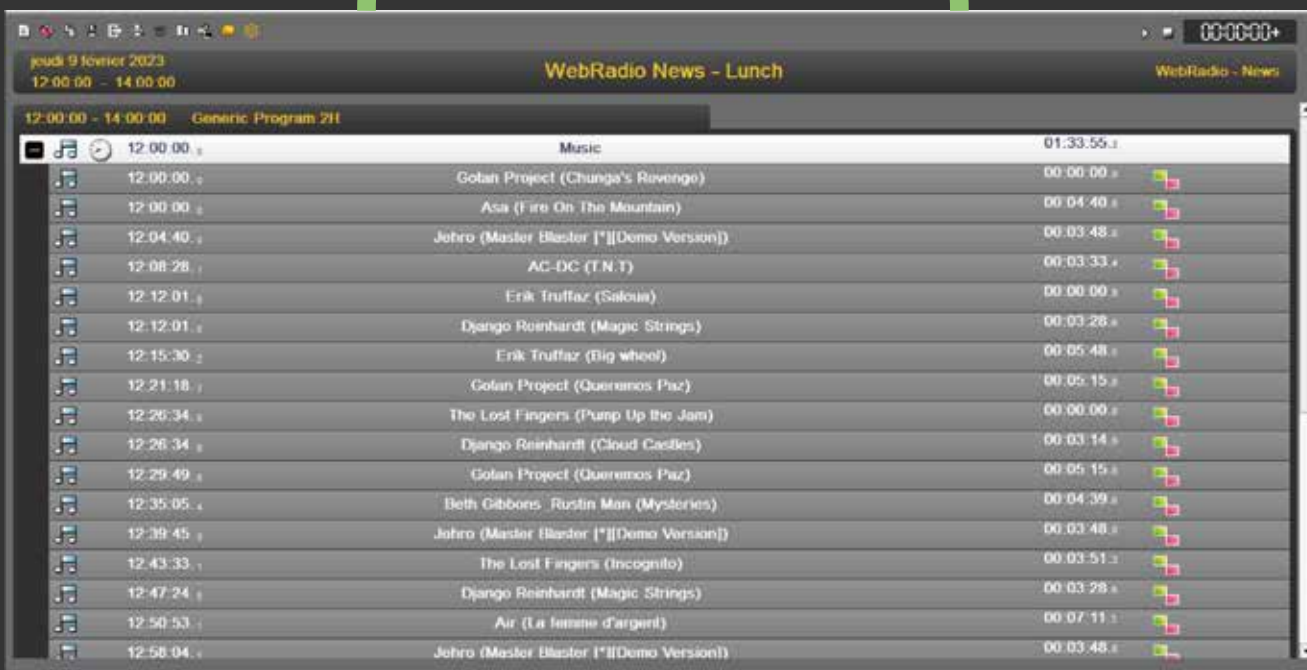 00:00:00+
jeudi 9 février 2023
12:00:00 - 14:00:00
WebRadio News - Lunch
WebRadio - News
12:00:00 - 14:00:00 Generic Program 2H
12:00:00. Music 01:33:55.
12:00:00. Gotan Project (Chunga's Revenge) 00:00:00.
12:00:00. Asa (Fire On The Mountain) 00:04:40.
12:04:40. Jehro (Master Blaster [*][Demo Version]) 00:03:48.
12:08:28. AC-DC (T.N.T) 00:03:33.
12:12:01. Erik Truffaz (Saloua) 00:00:00.
12:12:01. Django Reinhardt (Magic Strings) 00:03:28.
12:15:30. Erik Truffaz (Big wheel) 00:05:48.
12:21:18. Gotan Project (Queremos Paz) 00:05:15.
12:26:34. The Lost Fingers (Pump Up the Jam) 00:00:00.
12:26:34. Django Reinhardt (Cloud Castles) 00:03:14.
12:29:49. Gotan Project (Queremos Paz) 00:05:15.
12:35:05. Beth Gibbons Rustin Man (Mysteries) 00:04:39.
12:39:45. Jehro (Master Blaster [*][Demo Version]) 00:03:48.
12:43:33. The Lost Fingers (Incognito) 00:03:51.
12:47:24. Django Reinhardt (Magic Strings) 00:03:28.
12:50:53. Air (La femme d'argent) 00:07:11.
12:58:04. Jehro (Master Blaster [*][Demo Version]) 00:03:48.